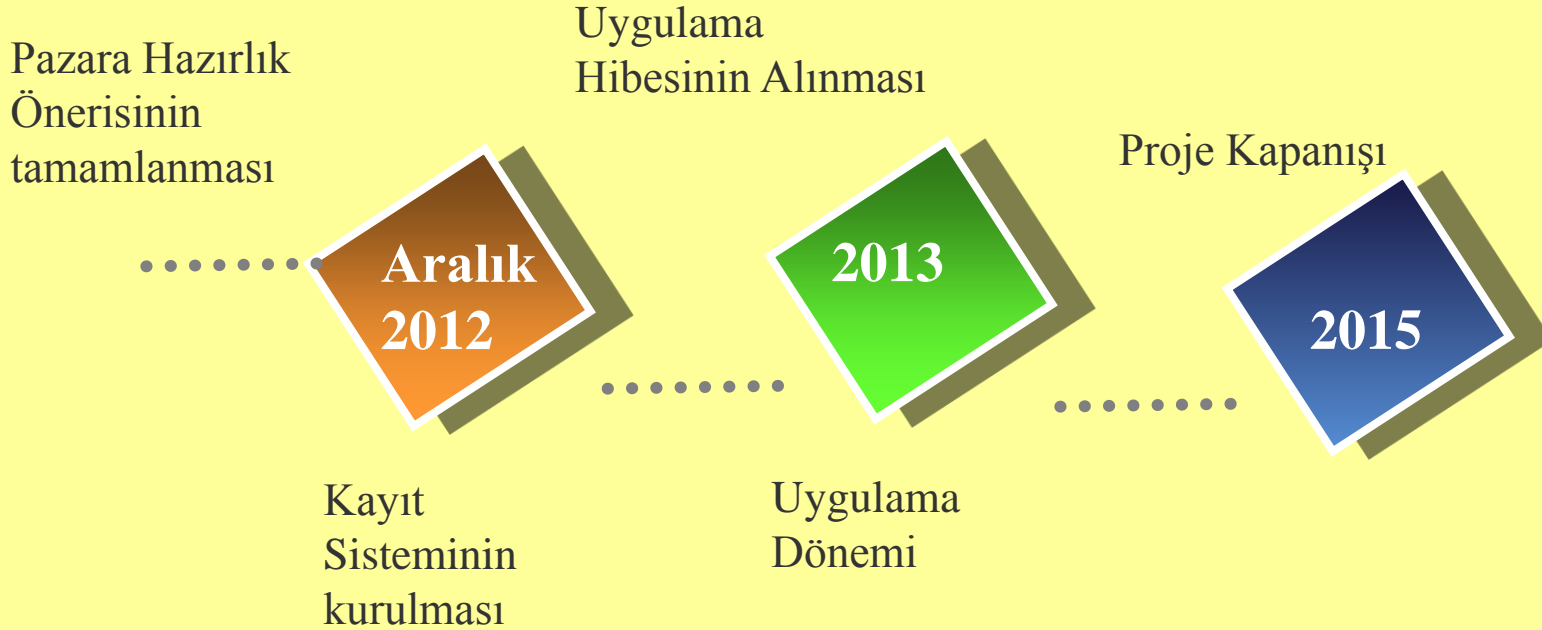 Pazara Hazırlık
Önerisinin
tamamlanması
Aralık
2012
Kayıt
Sisteminin
kurulması
Uygulama
Hibesinin Alınması
2013
Uygulama
Dönemi
Proje Kapanışı
2015